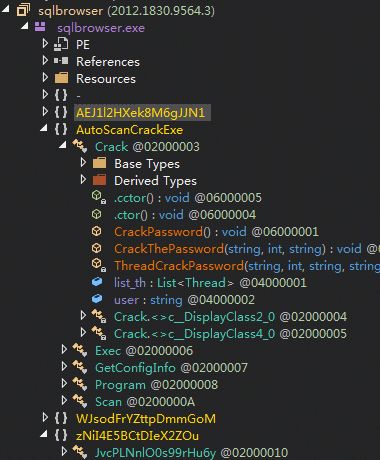 sqlbrowser (2012.1830.9564.3)
sqlbrowser.exe
PE
References
Resources
{ } -
{ } AEJ1l2HXek8M6gJJN1
{ } AutoScanCrackExe
Crack @02000003
Base Types
Derived Types
.cctor() : void @06000005
.ctor() : void @06000004
CrackPassword() : void @06000001
CrackThePassword(string, int, string) : void @0
ThreadCrackPassword(string, int, string, string
list_th : List<Thread> @04000001
user : string @04000002
Crack.<>c__DisplayClass2_0 @02000004
Crack.<>c__DisplayClass4_0 @02000005
Exec @02000006
GetConfigInfo @02000007
Program @02000008
Scan @0200000A
{ } WJsodFrYZttpDmmGoM
{ } zNiI4E5BCtDIeX2ZOu
JvcPLNnlO0s99rHu6y @02000010